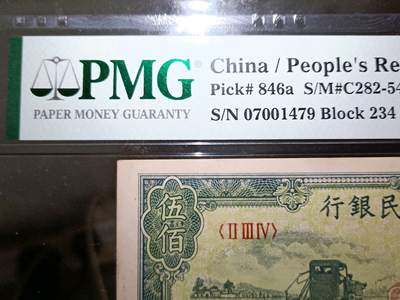 PMG
PAPER MONEY GUARANTY
China / People's Re
Pick# 846a S/M#C282-54
S/N 07001479 Block 234
伍佰
行銀民
〈II III IV〉